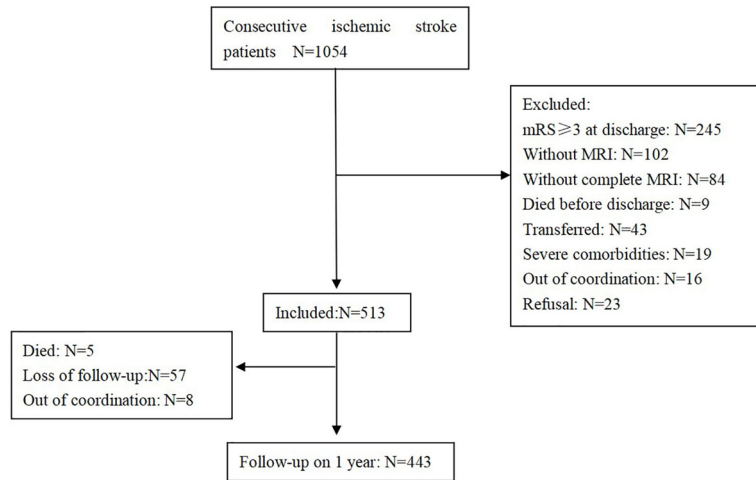 Consecutive ischemic stroke
patients N=1054
Excluded:
mRS≥3 at discharge: N=245
Without MRI: N=102
Without complete MRI: N=84
Died before discharge: N=9
Transferred: N=43
Severe comorbidities: N=19
Out of coordination: N=16
Refusal: N=23
Included:N=513
Died: N=5
Loss of follow-up:N=57
Out of coordination: N=8
Follow-up on 1 year: N=443